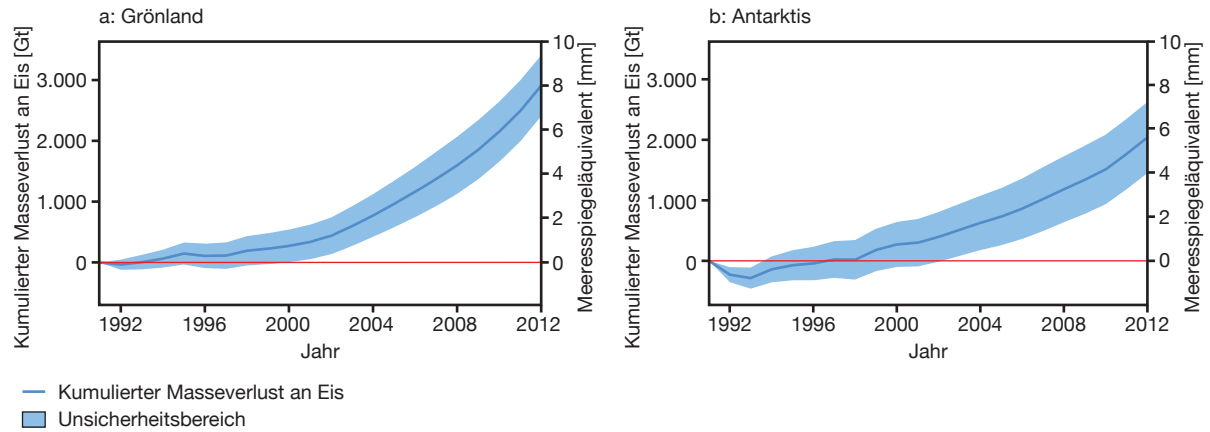 a: Grönland
Kumulierter Masseverlust an Eis [Gt]
3.000
2.000
1.000
0
10
8
6
4
2
0
Meeresspiegeläquivalent [mm]
1992 1996 2000 2004 2008 2012
Jahr
b: Antarktis
Kumulierter Masseverlust an Eis [Gt]
3.000
2.000
1.000
0
10
8
6
4
2
0
Meeresspiegeläquivalent [mm]
1992 1996 2000 2004 2008 2012
Jahr
Kumulierter Masseverlust an Eis
Unsicherheitsbereich